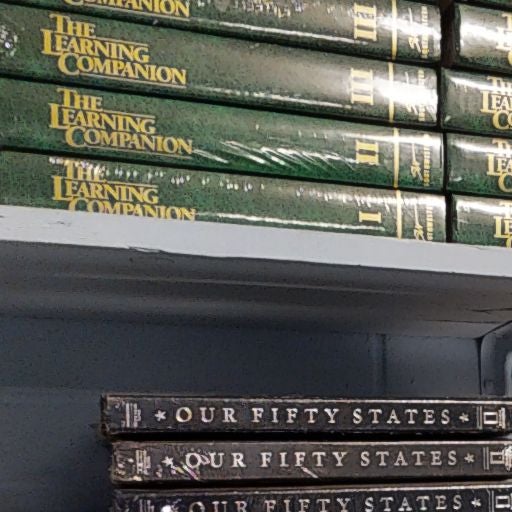 COMPANION
III
THE
LEARNING
COMPANION
III
THE
LEARNING
COMPANION
II
THE
LEARNING
COMPANION
I
OUR FIFTY STATES
OUR FIFTY STATES
OUR FIFTY STATES